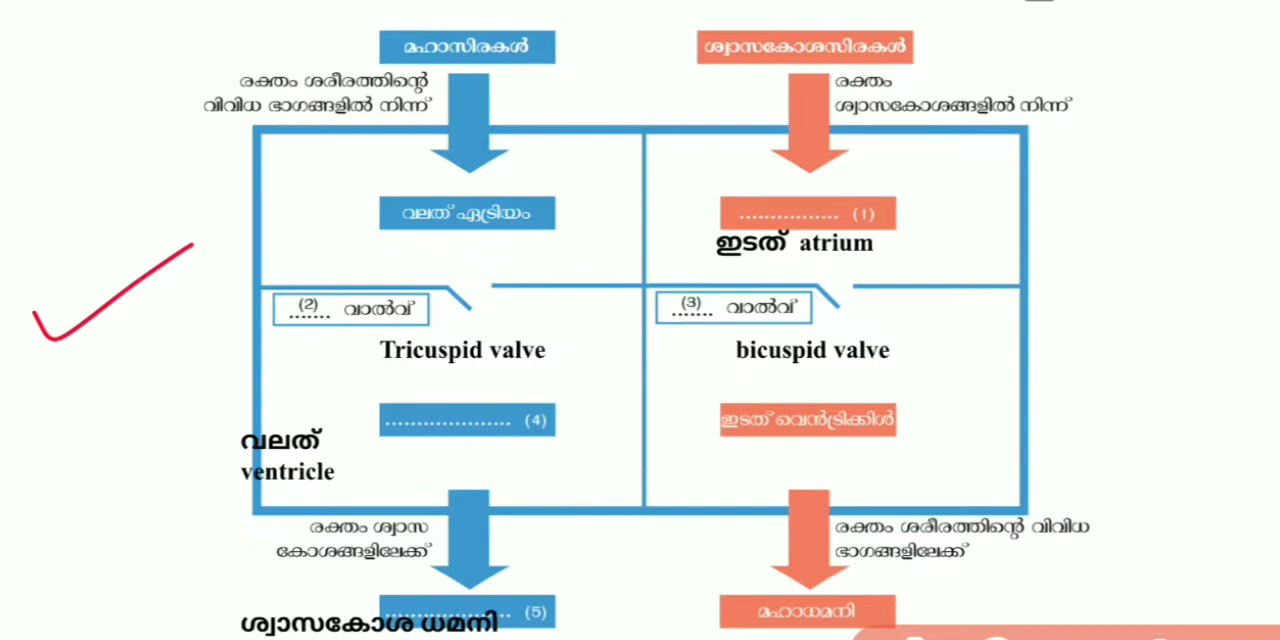 മഹാസിരകൾ
ശ്വാസകോശസിരകൾ
രക്തം ശരീരത്തിന്റെ
വിവിധ ഭാഗങ്ങളിൽ നിന്ന്
രക്തം
ശ്വാസകോശങ്ങളിൽ നിന്ന്
വലത് ഏട്രിയം
................ (1)
ഇടത് atrium
(2)
....... വാൽവ്
(3)
....... വാൽവ്
Tricuspid valve
bicuspid valve
.................... (4)
ഇടത് വെൻട്രിക്കിൾ
വലത്
ventricle
രക്തം ശ്വാസ
കോശങ്ങളിലേക്ക്
രക്തം ശരീരത്തിന്റെ വിവിധ
ഭാഗങ്ങളിലേക്ക്
.................... (5)
ശ്വാസകോശ ധമനി
മഹാധമനി